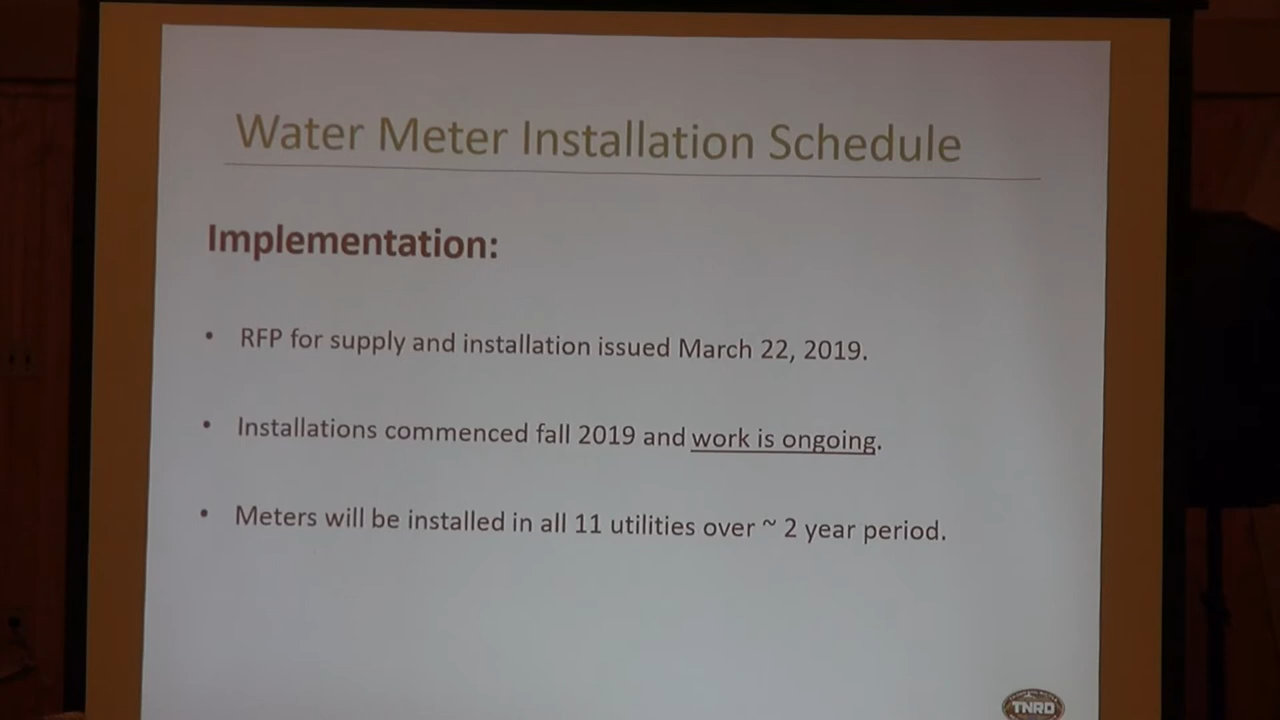 Water Meter Installation Schedule
Implementation:
• RFP for supply and installation issued March 22, 2019.
• Installations commenced fall 2019 and work is ongoing.
• Meters will be installed in all 11 utilities over ~ 2 year period.
TNRD